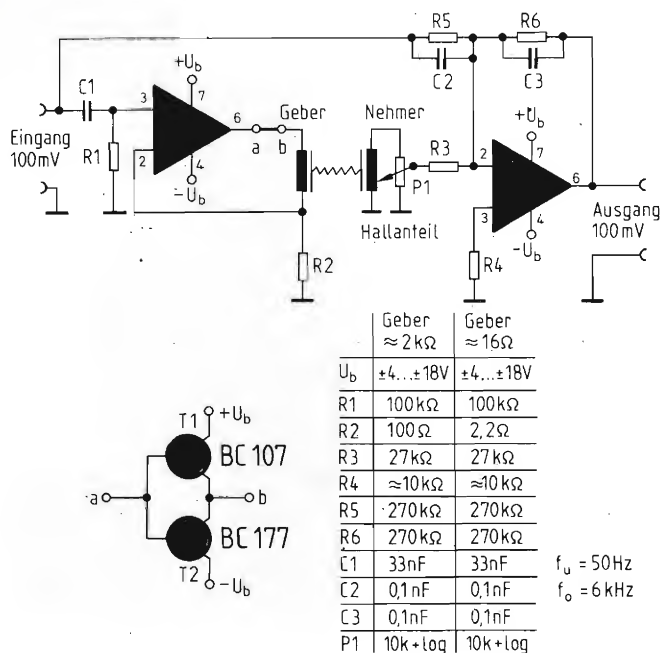 R5
R6
C2
C3
+Ub
C1
3
7
6
Geber
Nehmer
R3
+Ub
Eingang
100mV
R1
2
4
a
b
P1
2
7
6
-Ub
Hallanteil
3
4
Ausgang
100mV
R2
R4
-Ub
Geber ≈2kΩ Geber ≈16Ω
Ub ±4...±18V ±4...±18V
R1 100kΩ 100kΩ
R2 100Ω 2,2Ω
R3 27kΩ 27kΩ
R4 ≈10kΩ ≈10kΩ
R5 270kΩ 270kΩ
R6 270kΩ 270kΩ
C1 33nF 33nF fu = 50Hz
C2 0,1nF 0,1nF fo = 6kHz
C3 0,1nF 0,1nF
P1 10k+log 10k+log
T1
+Ub
BC 107
a
b
BC 177
T2
-Ub